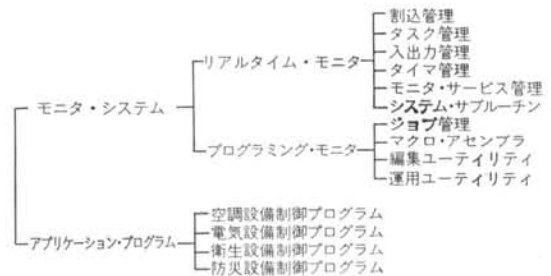 割込管理
タスク管理
入出力管理
リアルタイム・モニタ
タイマ管理
モニタ・サービス管理
モニタ・システム
システム・サブルーチン
ジョブ管理
マクロ・アセンブラ
プログラミング・モニタ
編集ユーティリティ
運用ユーティリティ
空調設備制御プログラム
電気設備制御プログラム
アプリケーション・プログラム
衛生設備制御プログラム
防災設備制御プログラム